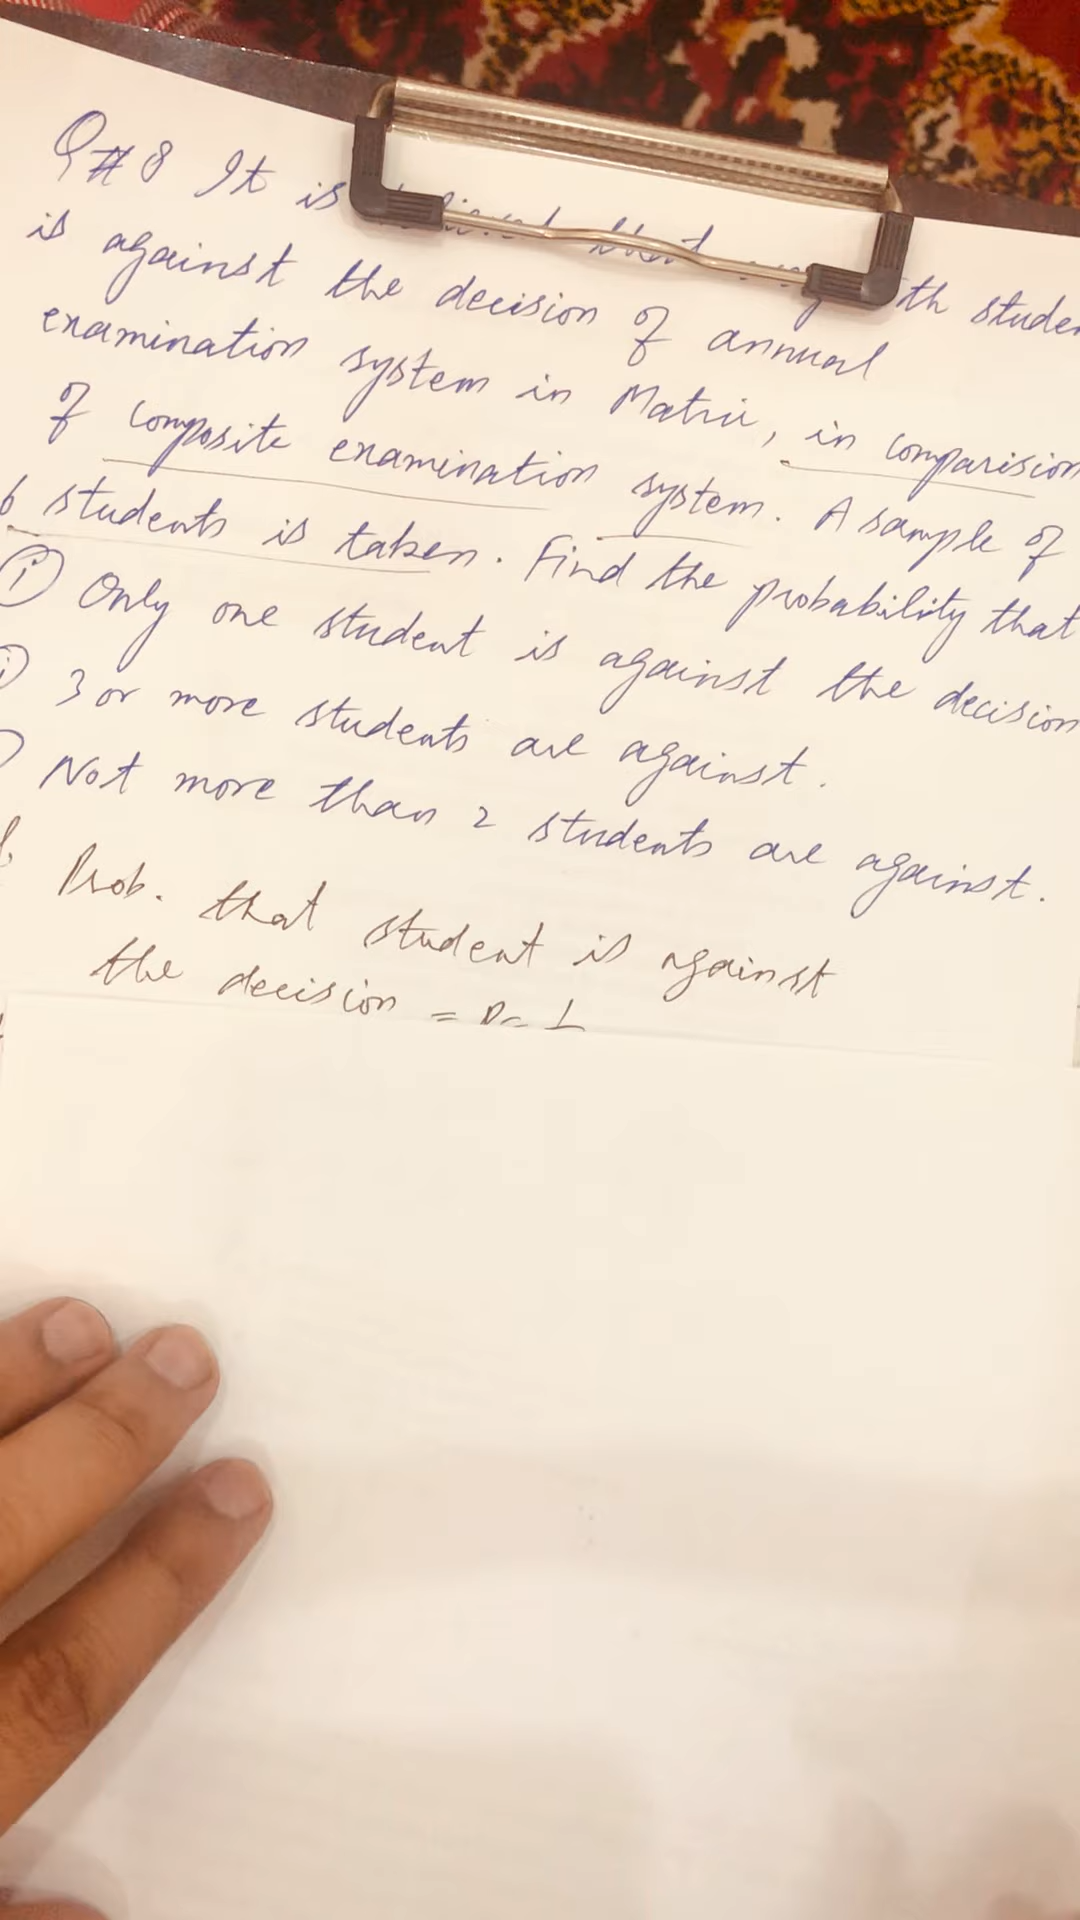 Q#8 It is that th studen
is against the decision of annual
examination system in Matric, in comparision
of composite examination system. A sample of
6 students is taken. Find the probability that
i Only one student is against the decision
i 3 or more students are against.
Not more than 2 students are against.
Prob. that student is against
the decision = p = 1